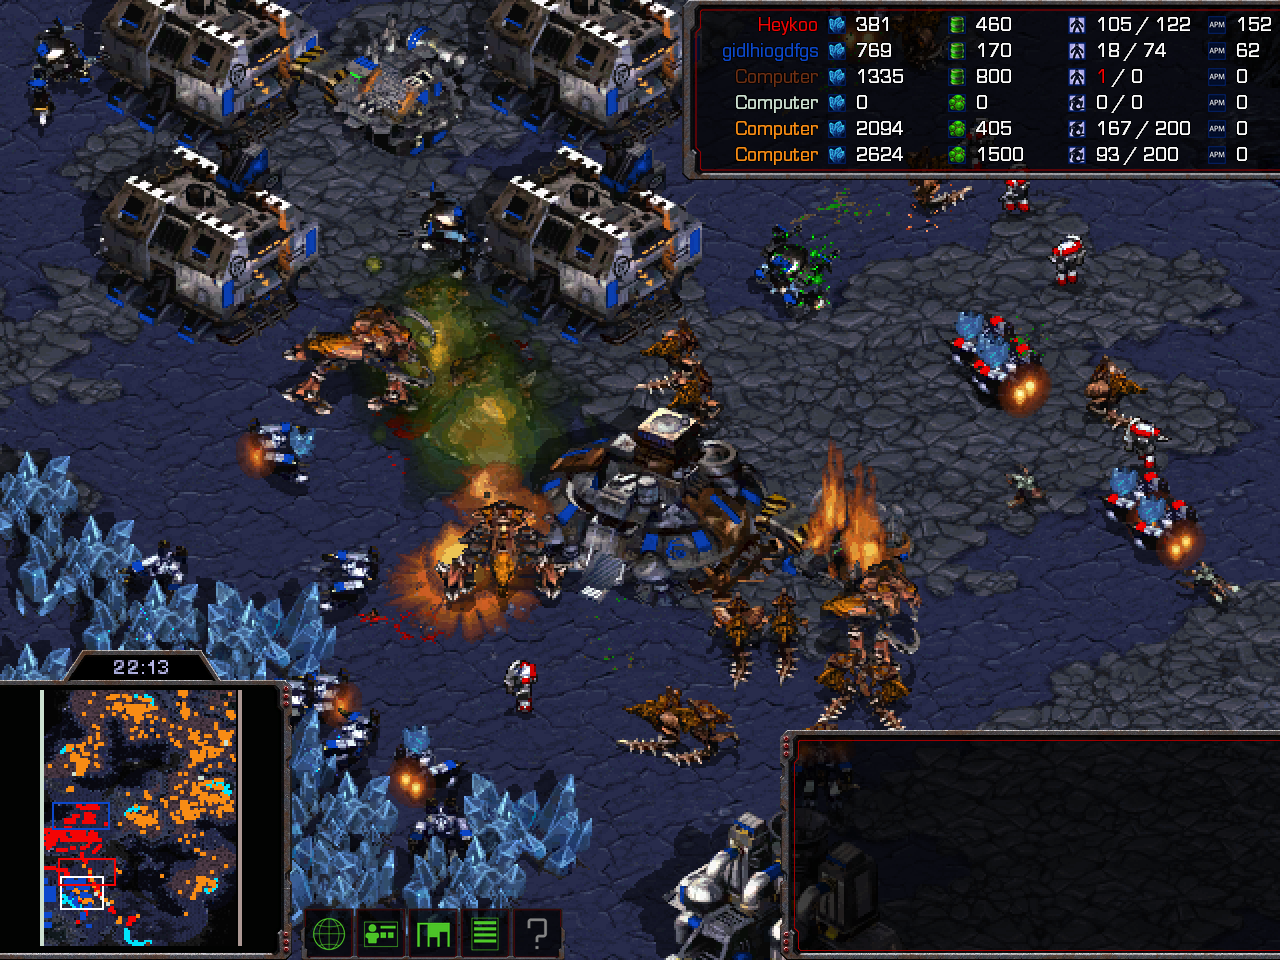 Heykoo 381 460 105 / 122 APM 152
gidlhiogdfgs 769 170 18 / 74 APM 62
Computer 1335 800 1 / 0 APM 0
Computer 0 0 0 / 0 APM 0
Computer 2094 405 167 / 200 APM 0
Computer 2624 1500 93 / 200 APM 0
22:13
?